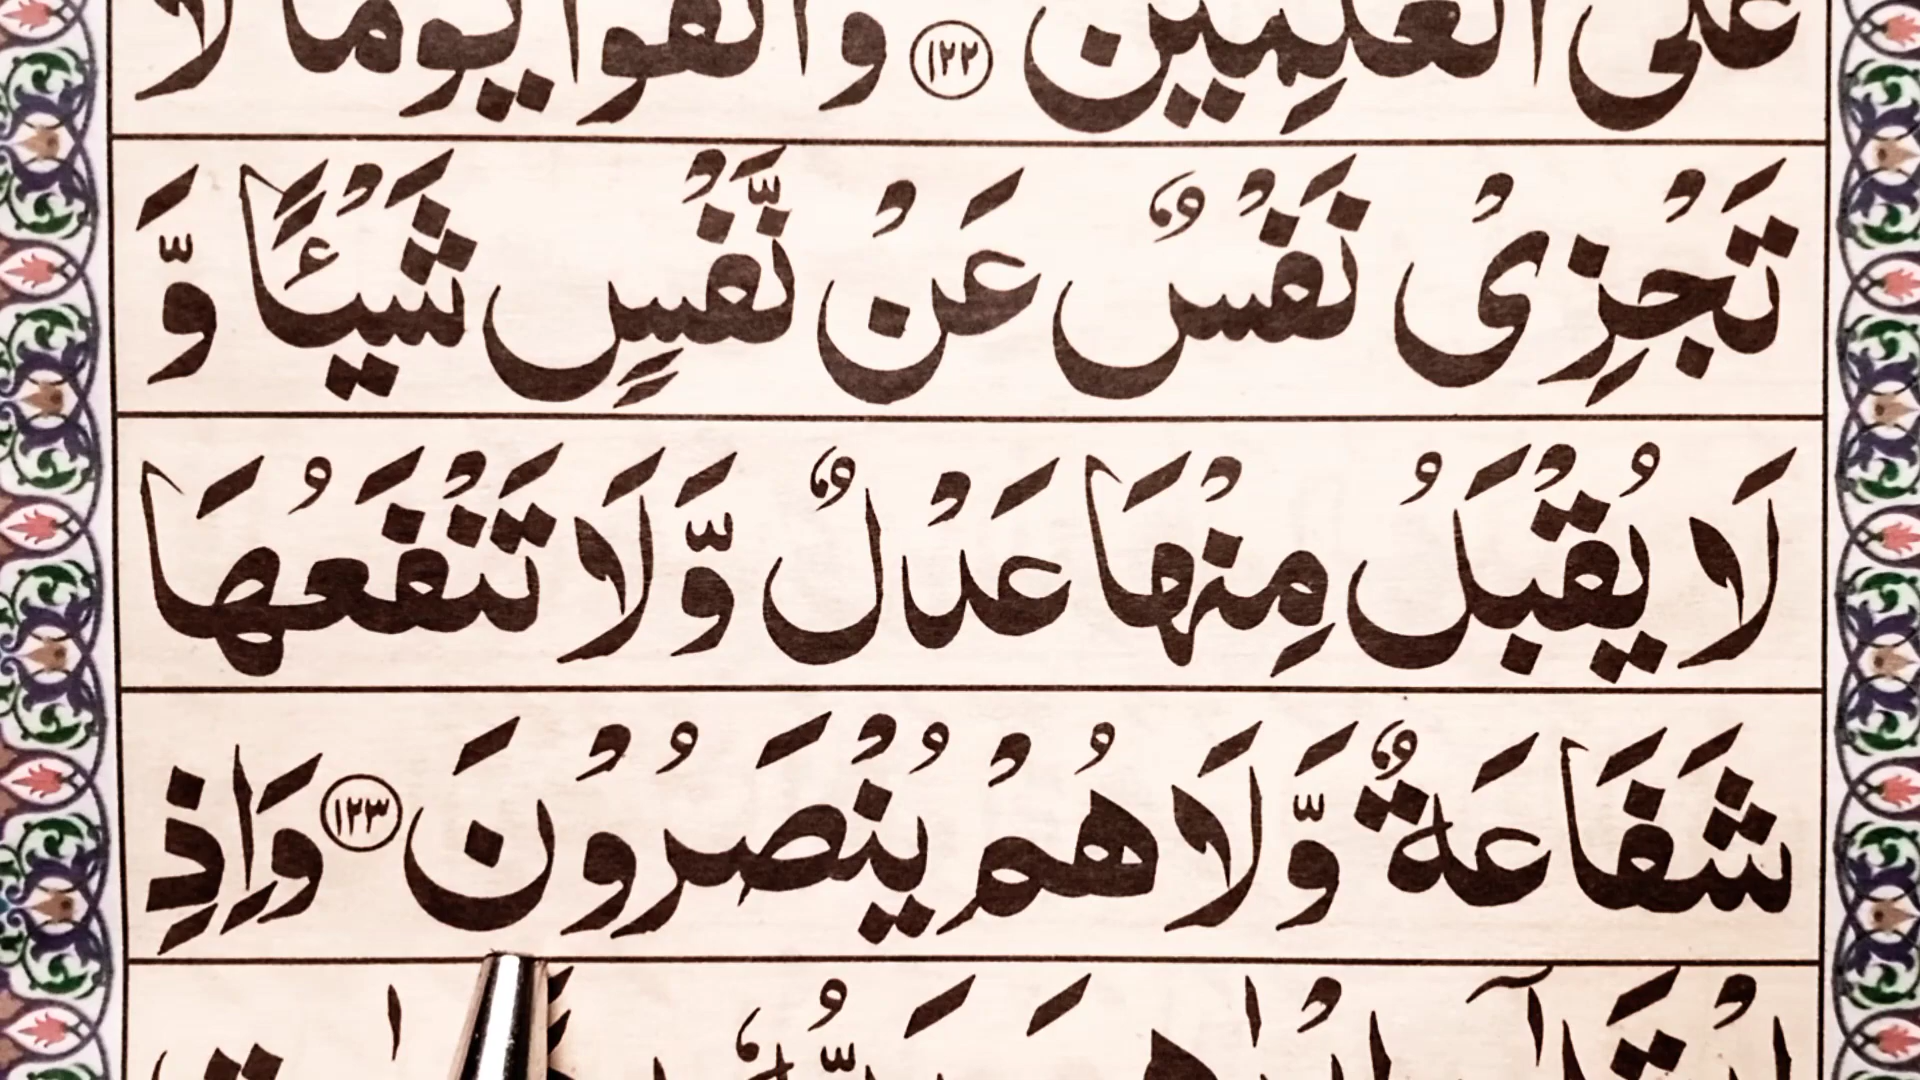 عَلَى الْعٰلَمِيْنَ ﴿١٢٢﴾ وَاتَّقُوْا يَوْمًا لَّا
تَجْزِىْ نَفْسٌ عَنْ نَّفْسٍ شَيْـًٔا وَّ
لَا يُقْبَلُ مِنْهَا عَدْلٌ وَّلَا تَنْفَعُهَا
شَفَاعَةٌ وَّلَا هُمْ يُنْصَرُوْنَ ﴿١٢٣﴾ وَاِذِ